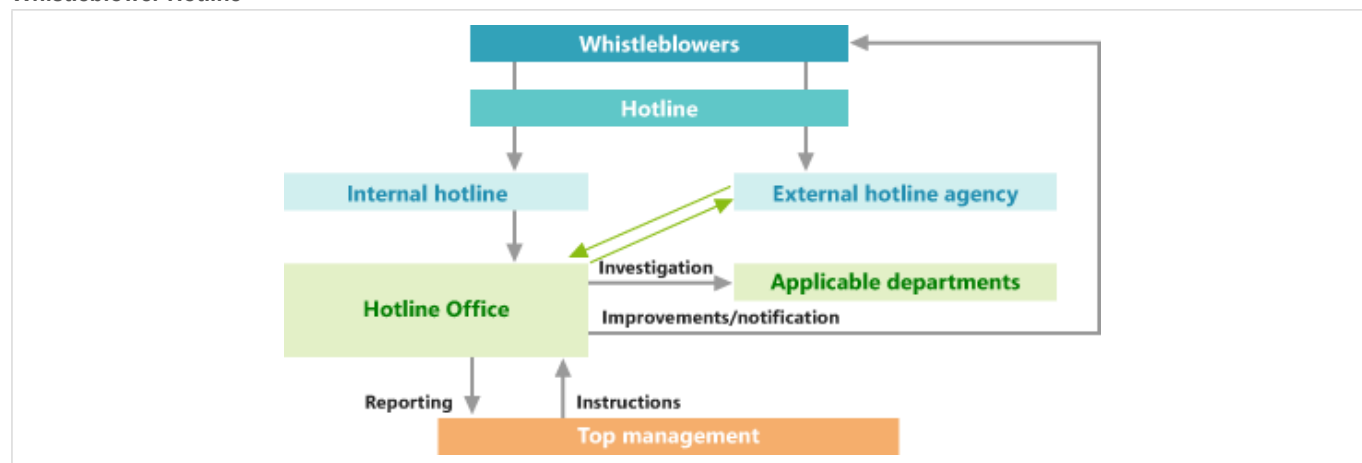 Whistleblower Hotline
Whistleblowers
Hotline
Internal hotline
External hotline agency
Investigation
Applicable departments
Hotline Office
Improvements/notification
Reporting
Instructions
Top management